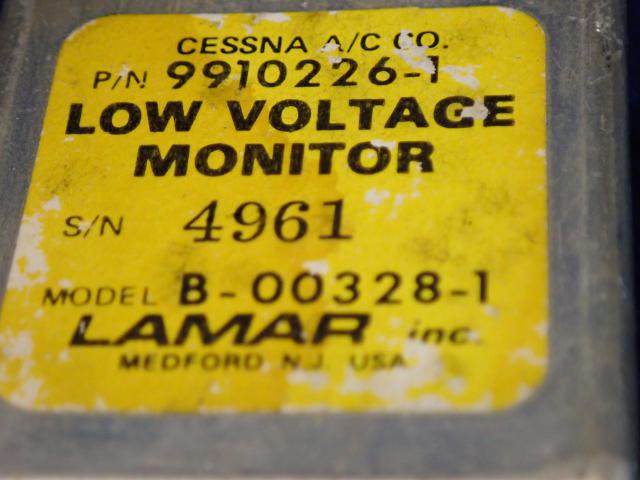 CESSNA A/C CO.
P/N 9910226-1
LOW VOLTAGE
MONITOR
S/N 4961
MODEL B-00328-1
LAMAR inc.
MEDFORD N.J. USA